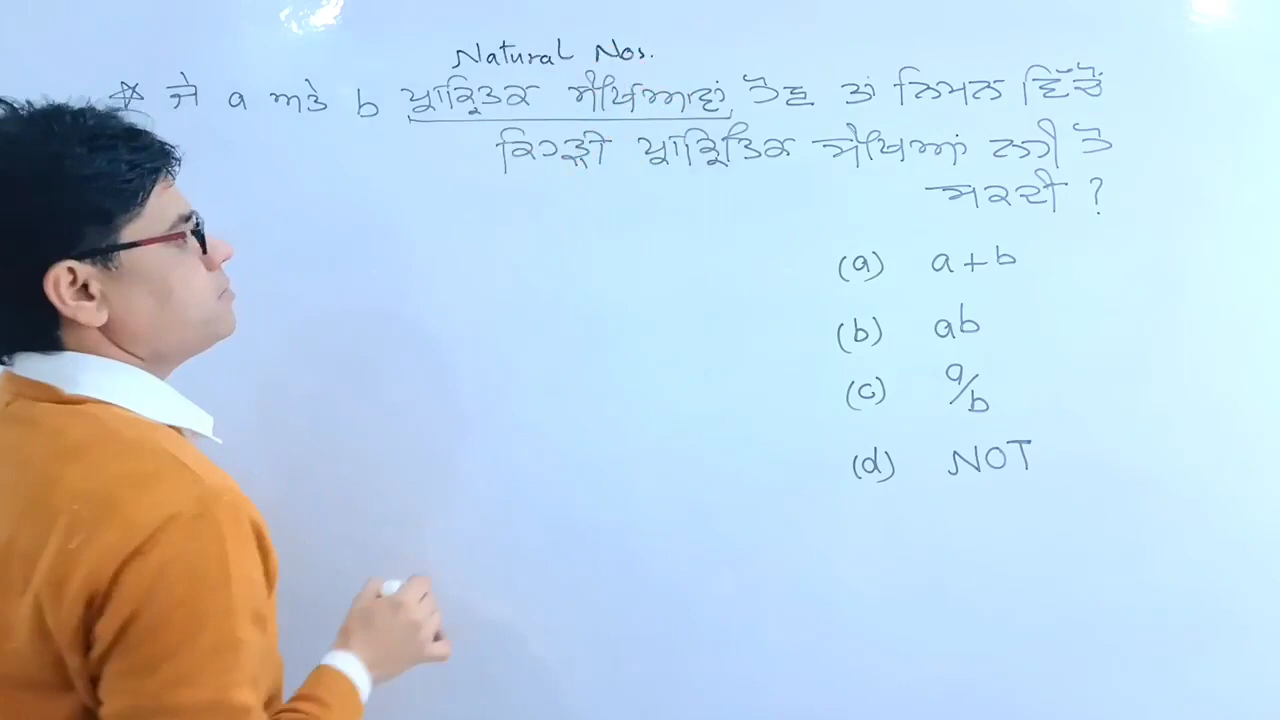 Natural Nos.
☆ ਜੇ a ਅਤੇ b ਪ੍ਰਾਕ੍ਰਿਤਕ ਸੰਖਿਆਵਾਂ ਹੋਣ ਤਾਂ ਨਿਮਨ ਵਿੱਚੋਂ
ਕਿਹੜੀ ਪ੍ਰਾਕ੍ਰਿਤਿਕ ਸੰਖਿਆਂ ਨਹੀਂ ਹੋ
ਸਕਦੀ ?
(a) a+b
(b) ab
(c) a/b
(d) NOT